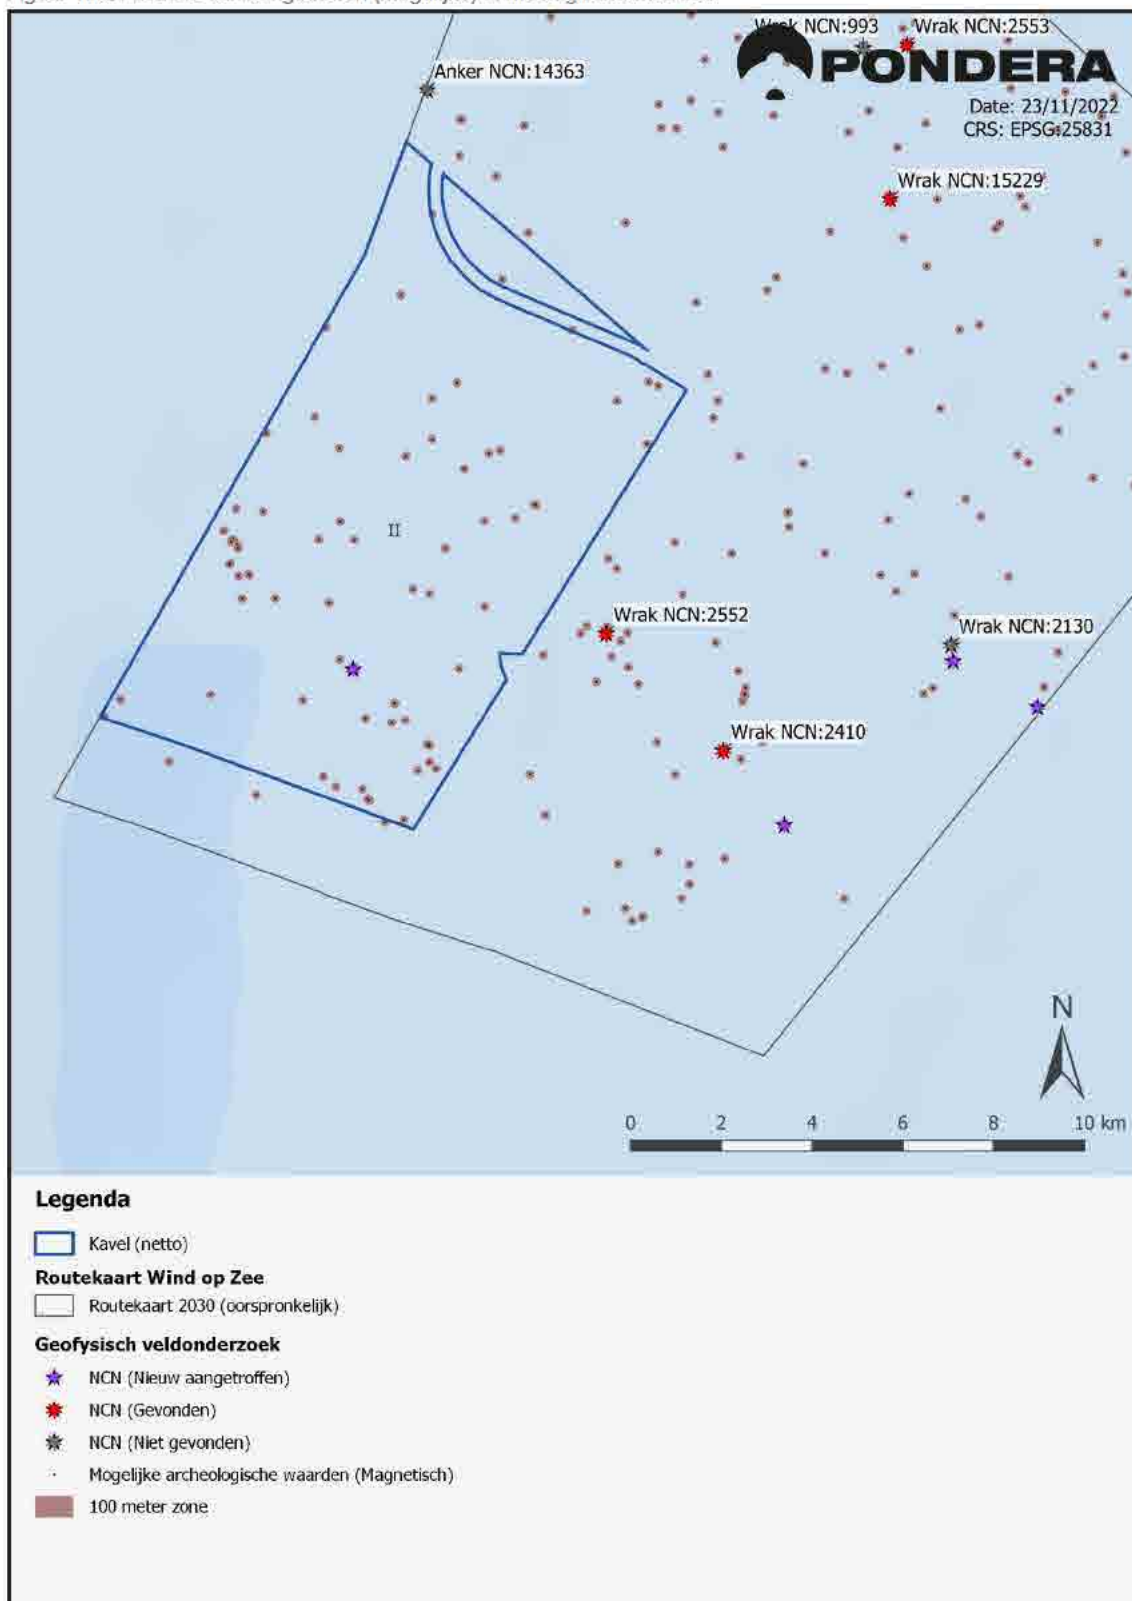 Wrak NCN:993
Wrak NCN:2553
PONDERA
Anker NCN:14363
Date: 23/11/2022
CRS: EPSG:25831
Wrak NCN:15229
II
Wrak NCN:2552
Wrak NCN:2130
Wrak NCN:2410
N
0 2 4 6 8 10 km
Legenda
Kavel (netto)
Routekaart Wind op Zee
Routekaart 2030 (oorspronkelijk)
Geofysisch veldonderzoek
NCN (Nieuw aangetroffen)
NCN (Gevonden)
NCN (Niet gevonden)
Mogelijke archeologische waarden (Magnetisch)
100 meter zone